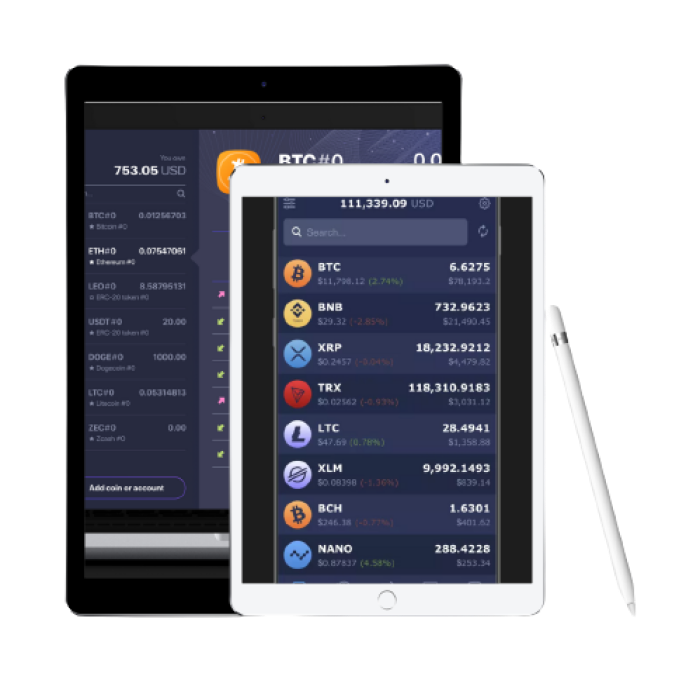 You own
753.05 USD
BTC#0 0.01256703
★ Bitcoin #0
ETH#0 0.07547061
★ Ethereum #0
LEO#0 8.58795131
ERC-20 token #0
USDT#0 20.00
★ ERC-20 token #0
DOGE#0 1000.00
★ Dogecoin #0
LTC#0 0.05314813
★ Litecoin #0
ZEC#0 0.00
★ Zcash #0
Add coin or account
BTC#0 0.0
111,339.09 USD
Search...
BTC 6.6275
$11,798.12 (2.74%) $78,193.2
BNB 732.9623
$29.32 (-2.85%) $21,490.45
XRP 18,232.9212
$0.2457 (-0.04%) $4,479.82
TRX 118,310.9183
$0.02562 (-0.93%) $3,031.12
LTC 28.4941
$47.69 (0.78%) $1,358.88
XLM 9,992.1493
$0.08398 (-1.36%) $839.14
BCH 1.6301
$246.38 (-3.77%) $401.62
NANO 288.4228
$0.87837 (4.58%) $253.34